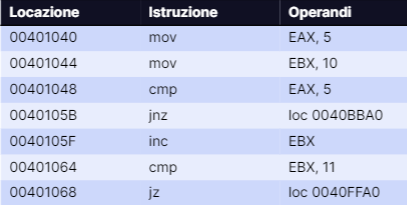 Locazione Istruzione Operandi
00401040 mov EAX, 5
00401044 mov EBX, 10
00401048 cmp EAX, 5
0040105B jnz loc 0040BBA0
0040105F inc EBX
00401064 cmp EBX, 11
00401068 jz loc 0040FFA0